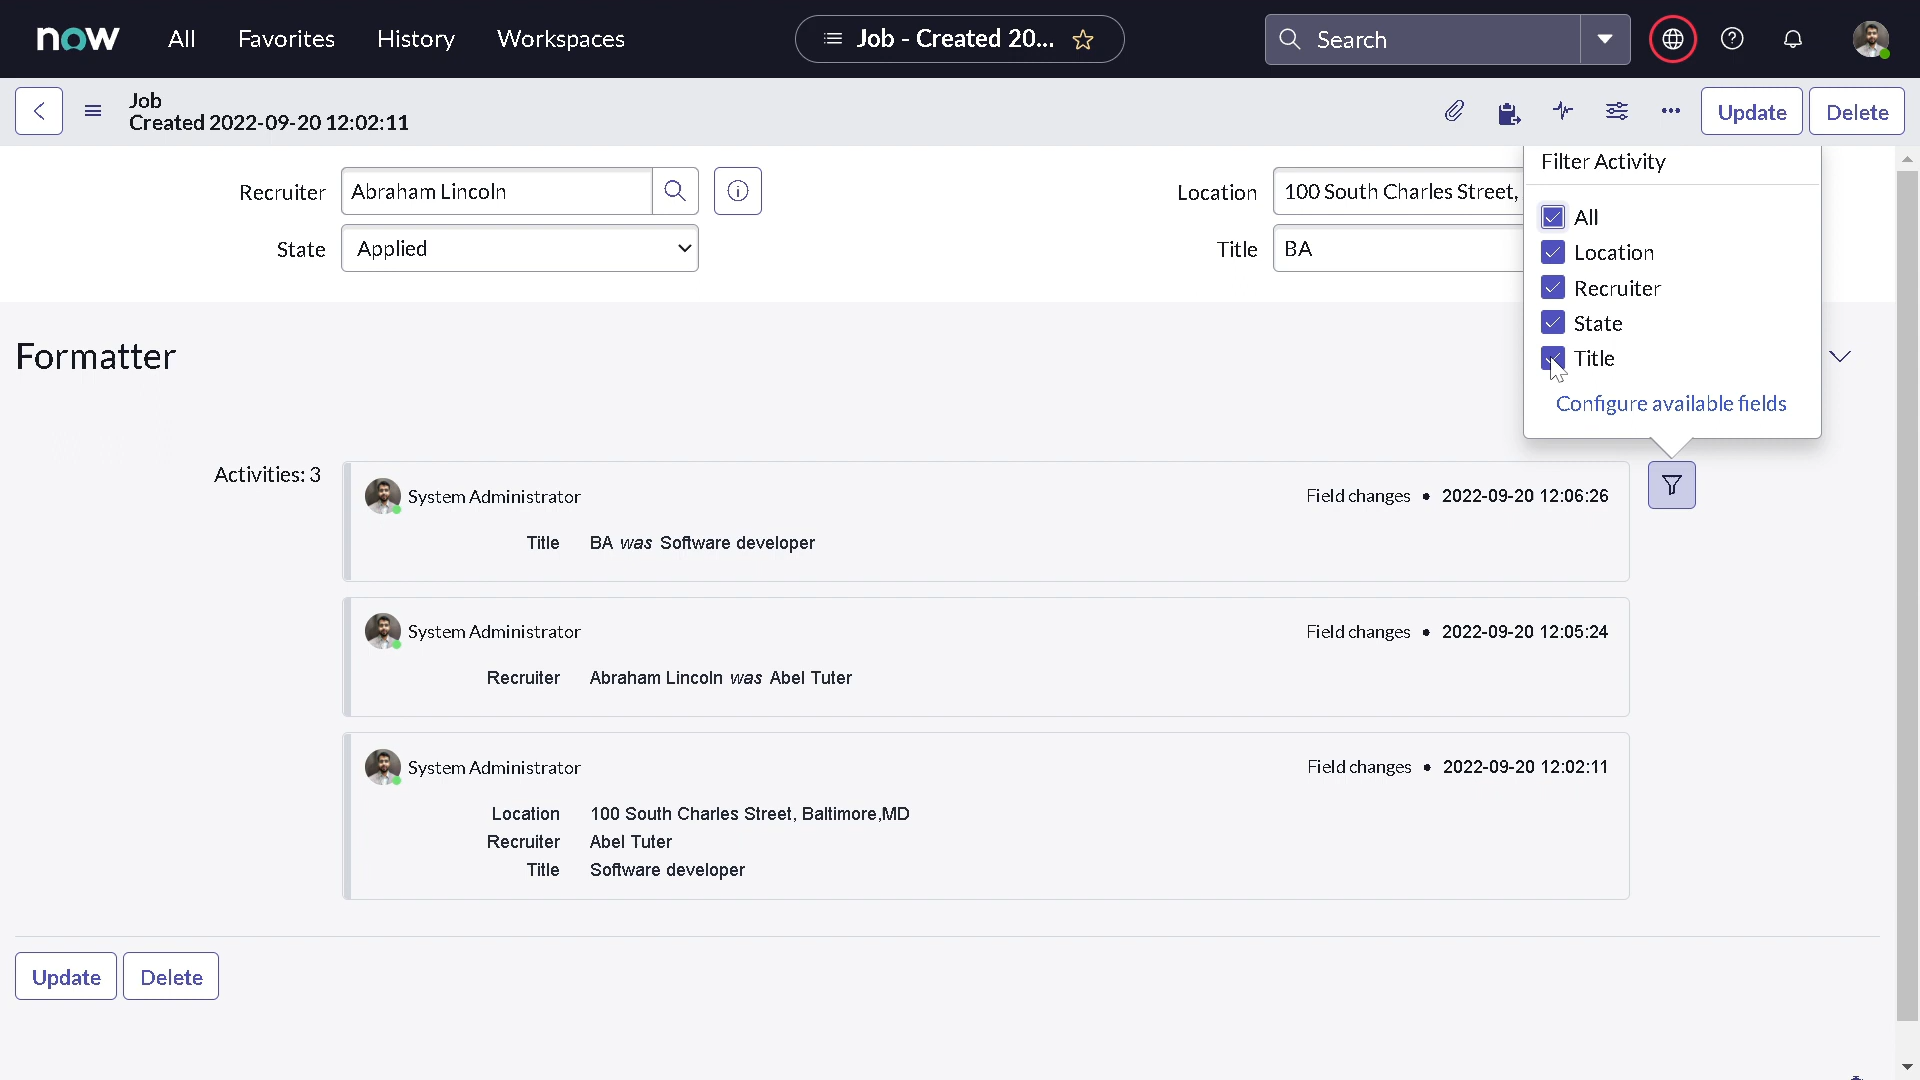 now All Favorites History Workspaces Job - Created 20... Search
Job
Created 2022-09-20 12:02:11
Update Delete
Filter Activity
Recruiter Abraham Lincoln
Location 100 South Charles Street,
State Applied
Title BA
All
Location
Recruiter
State
Title
Configure available fields
Formatter
Activities: 3
System Administrator Field changes • 2022-09-20 12:06:26
Title BA was Software developer
System Administrator Field changes • 2022-09-20 12:05:24
Recruiter Abraham Lincoln was Abel Tuter
System Administrator Field changes • 2022-09-20 12:02:11
Location 100 South Charles Street, Baltimore,MD
Recruiter Abel Tuter
Title Software developer
Update Delete